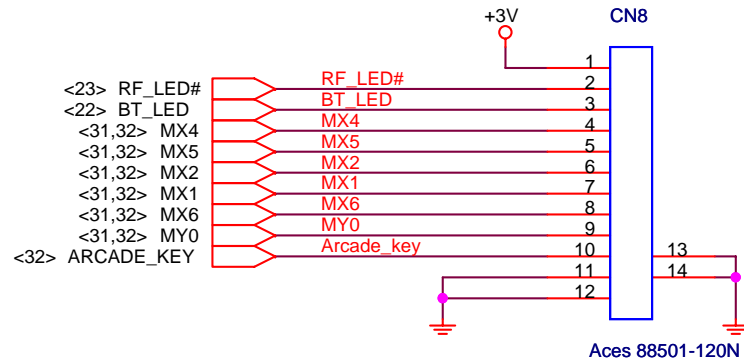 +3V CN8
1
<23> RF_LED# RF_LED# 2
<22> BT_LED BT_LED 3
<31,32> MX4 MX4 4
<31,32> MX5 MX5 5
<31,32> MX2 MX2 6
<31,32> MX1 MX1 7
<31,32> MX6 MX6 8
<31,32> MY0 MY0 9
<32> ARCADE_KEY Arcade_key 10 13
11 14
12
Aces 88501-120N